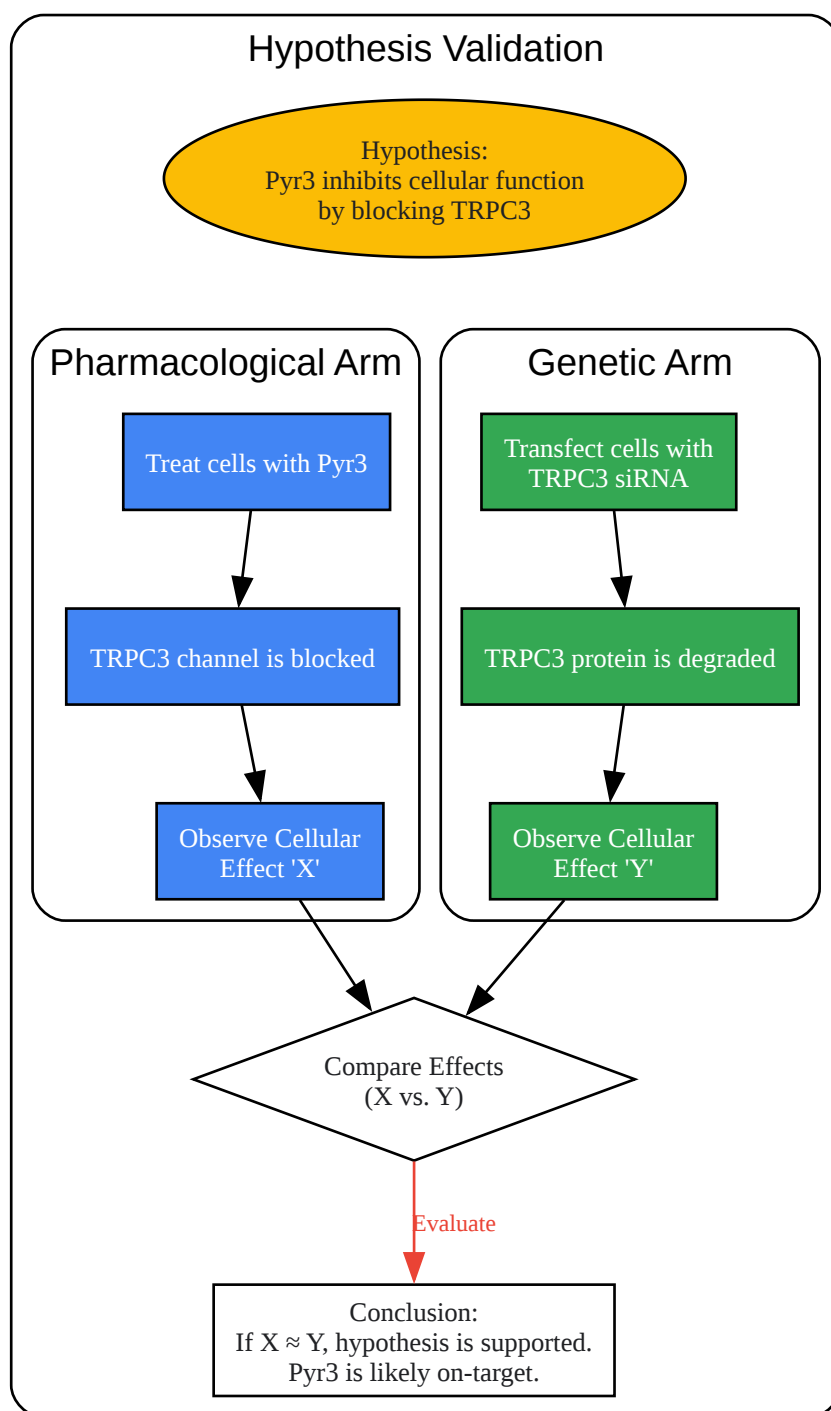 Hypothesis Validation
Hypothesis:
Pyr3 inhibits cellular function
by blocking TRPC3
Pharmacological Arm
Treat cells with Pyr3
TRPC3 channel is blocked
Observe Cellular
Effect 'X'
Genetic Arm
Transfect cells with
TRPC3 siRNA
TRPC3 protein is degraded
Observe Cellular
Effect 'Y'
Compare Effects
(X vs. Y)
Evaluate
Conclusion:
If X ≈ Y, hypothesis is supported.
Pyr3 is likely on-target.